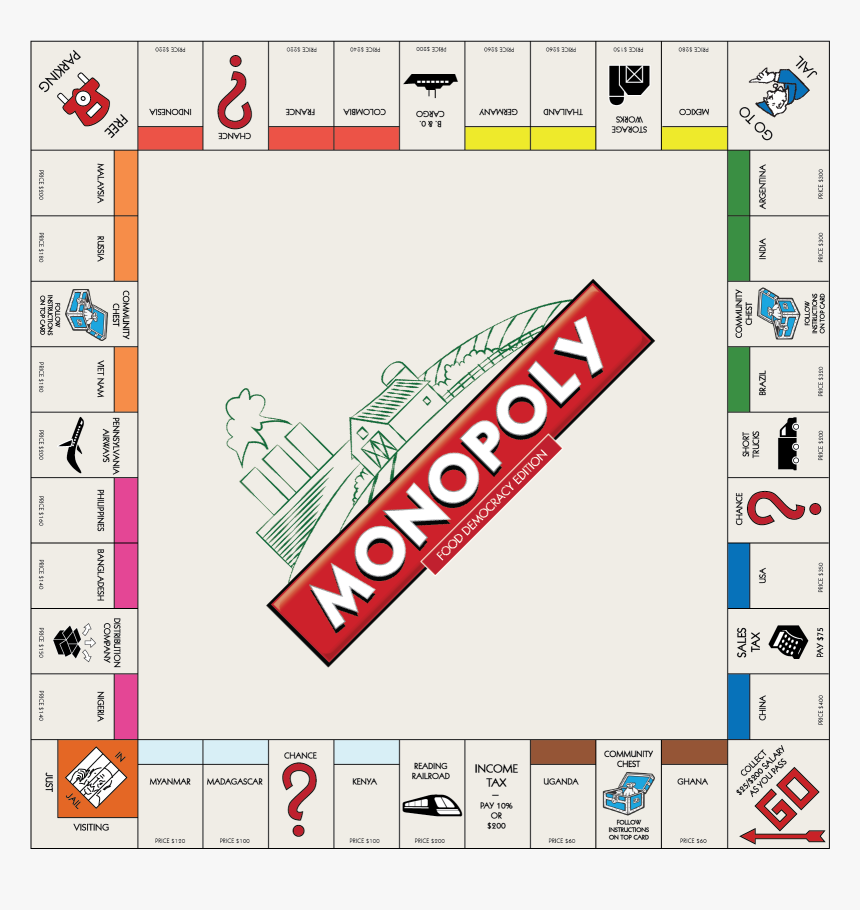 PARKING
FREE
PRICE $220
INDONESIA
CHANCE
PRICE $220
FRANCE
PRICE $240
COLOMBIA
PRICE $200
B. & O.
CARGO
PRICE $260
GERMANY
PRICE $260
THAILAND
PRICE $150
STORAGE
WORKS
PRICE $280
MEXICO
GO TO
JAIL
MALAYSIA
PRICE $200
RUSSIA
PRICE $180
COMMUNITY
CHEST
FOLLOW
INSTRUCTIONS
ON TOP CARD
VIET NAM
PRICE $180
PENNSYLVANIA
AIRWAYS
PRICE $200
PHILIPPINES
PRICE $160
BANGLADESH
PRICE $140
DISTRIBUTION
COMPANY
PRICE $150
NIGERIA
PRICE $140
MONOPOLY
FOOD DEMOCRACY EDITION
ARGENTINA
PRICE $300
INDIA
PRICE $300
COMMUNITY
CHEST
FOLLOW
INSTRUCTIONS
ON TOP CARD
BRAZIL
PRICE $320
SHORT
TRUCKS
PRICE $200
CHANCE
USA
PRICE $350
SALES
TAX
PAY $75
CHINA
PRICE $400
JUST
VISITING
IN
JAIL
MYANMAR
PRICE $120
MADAGASCAR
PRICE $100
CHANCE
KENYA
PRICE $100
READING
RAILROAD
PRICE $200
INCOME
TAX
—
PAY 10%
OR
$200
UGANDA
PRICE $60
COMMUNITY
CHEST
FOLLOW
INSTRUCTIONS
ON TOP CARD
GHANA
PRICE $60
COLLECT
$25/$200 SALARY
AS YOU PASS
GO